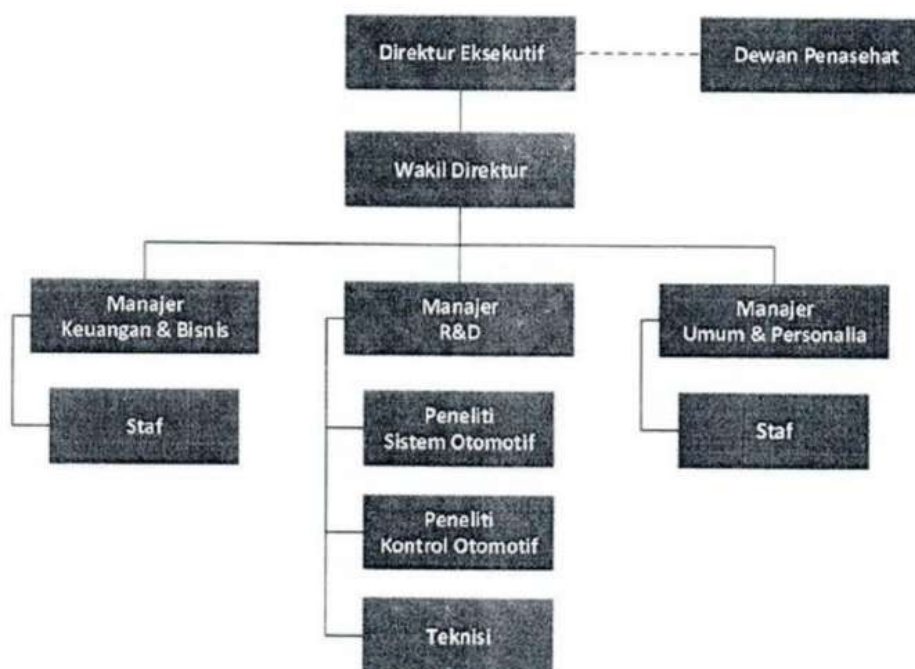 Direktur Eksekutif
Dewan Penasehat
Wakil Direktur
Manajer
Keuangan & Bisnis
Manajer
R&D
Manajer
Umum & Personalia
Staf
Peneliti
Sistem Otomotif
Staf
Peneliti
Kontrol Otomotif
Teknisi